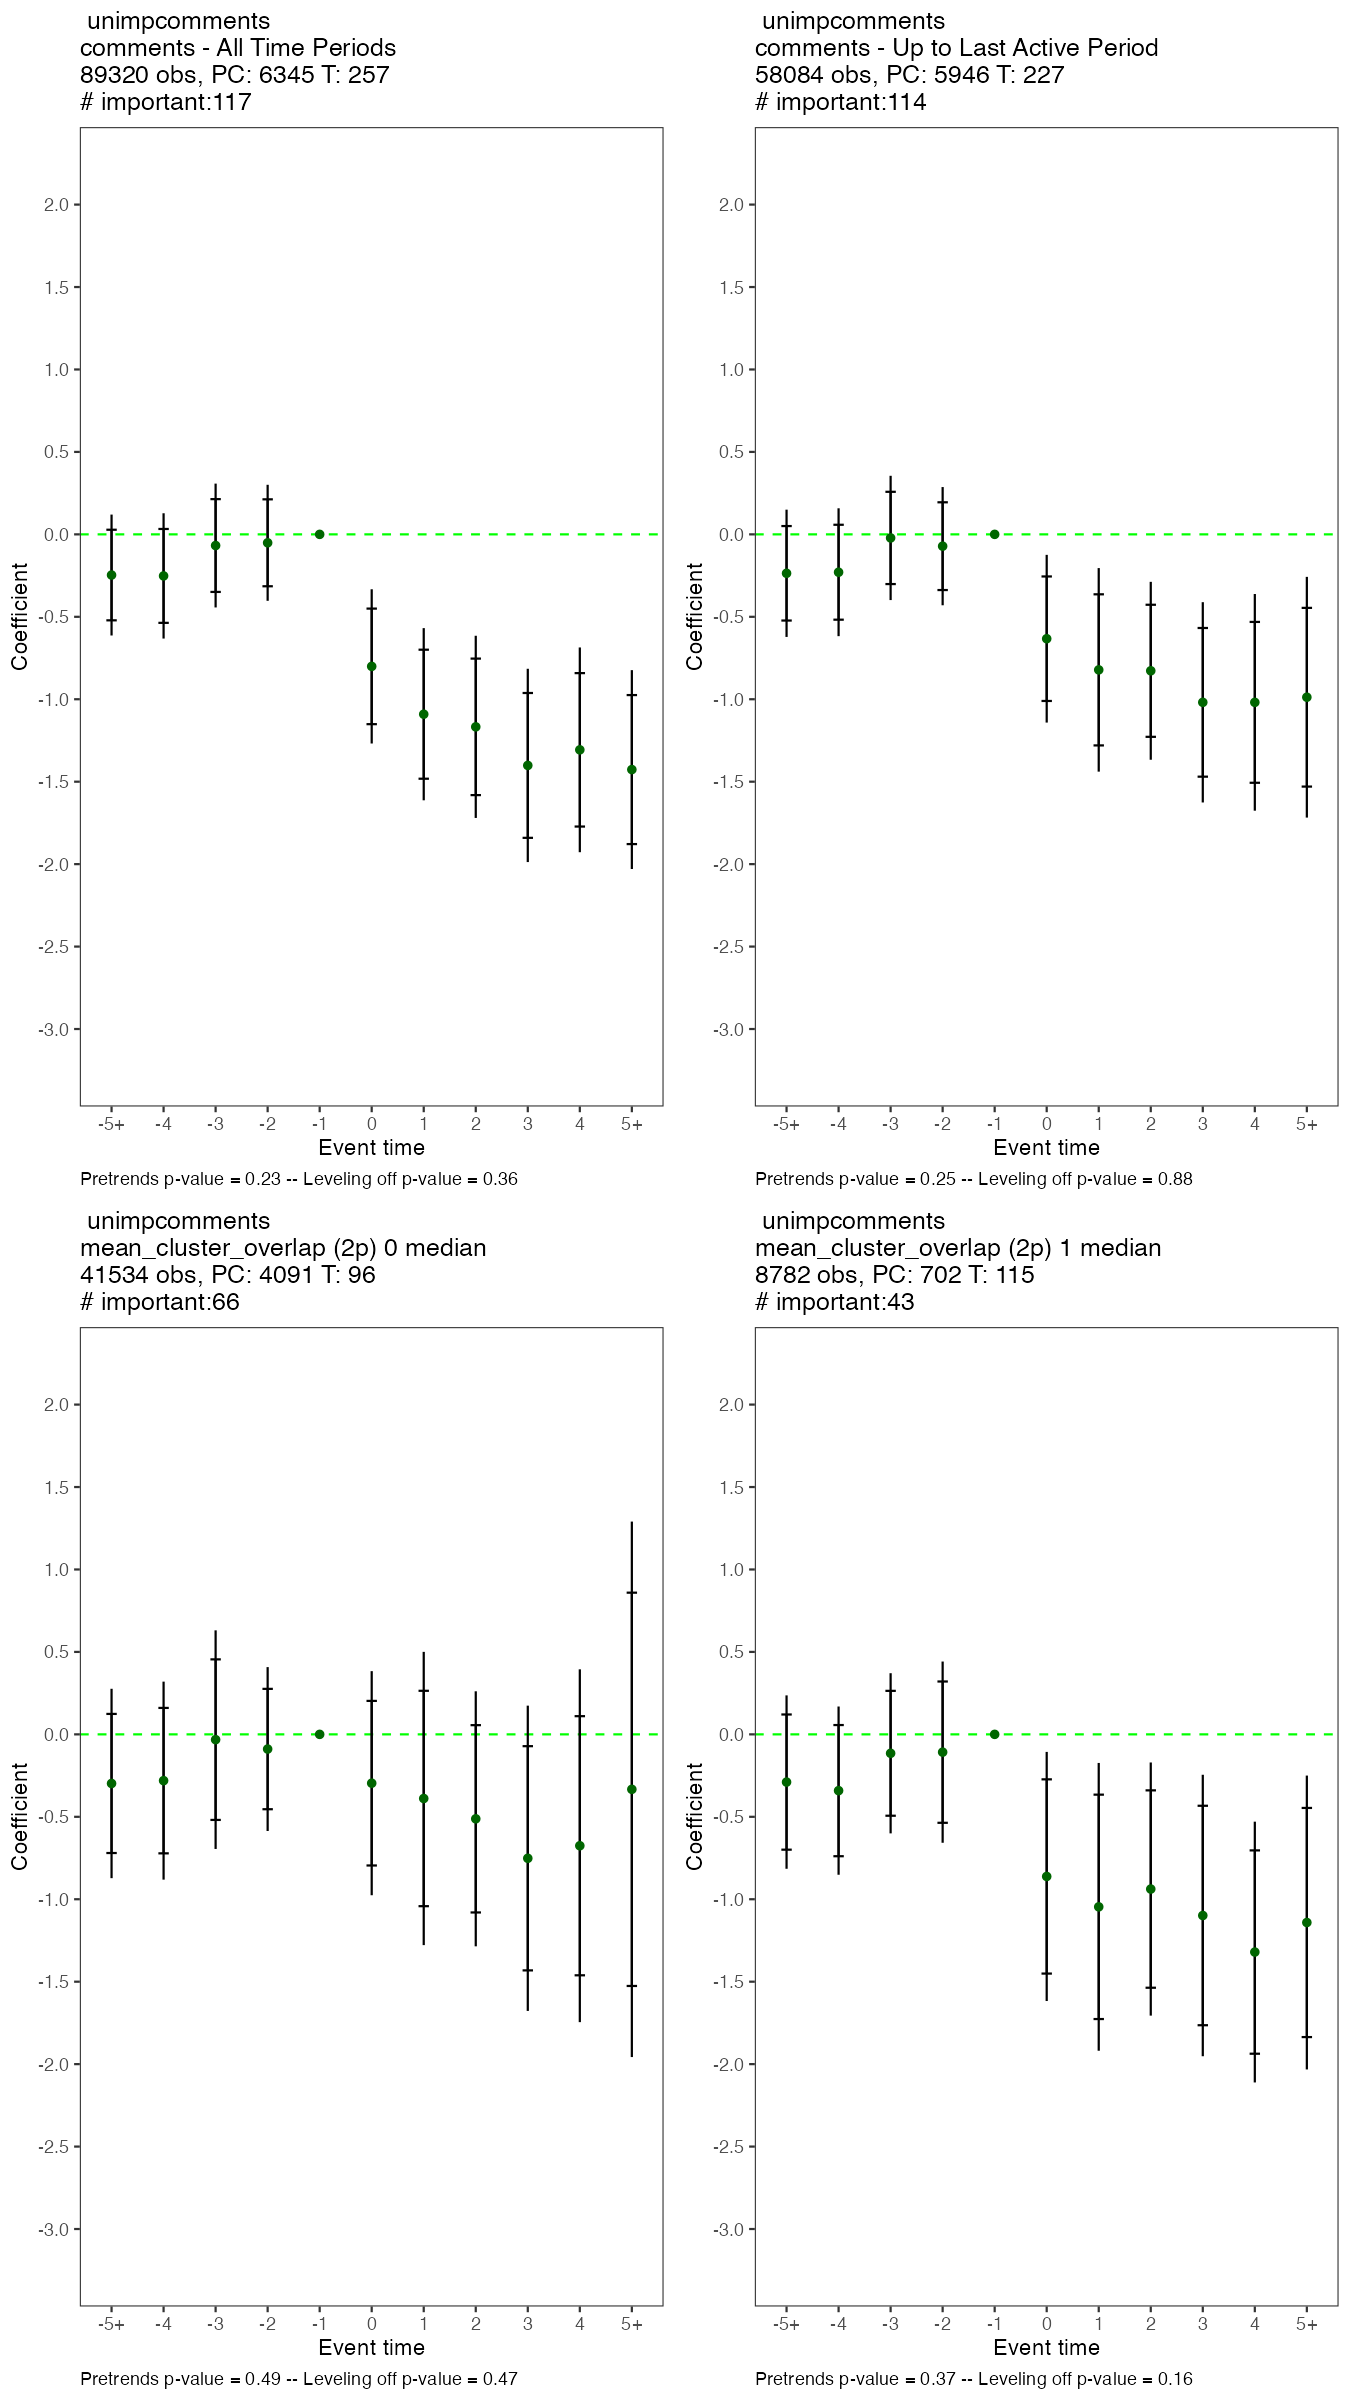 unimpcomments
comments - All Time Periods
89320 obs, PC: 6345 T: 257
# important:117
2.0
1.5
1.0
0.5
0.0
-0.5
-1.0
-1.5
-2.0
-2.5
-3.0
Coefficient
-5+ -4 -3 -2 -1 0 1 2 3 4 5+
Event time
Pretrends p-value = 0.23 -- Leveling off p-value = 0.36
unimpcomments
comments - Up to Last Active Period
58084 obs, PC: 5946 T: 227
# important:114
2.0
1.5
1.0
0.5
0.0
-0.5
-1.0
-1.5
-2.0
-2.5
-3.0
Coefficient
-5+ -4 -3 -2 -1 0 1 2 3 4 5+
Event time
Pretrends p-value = 0.25 -- Leveling off p-value = 0.88
unimpcomments
mean_cluster_overlap (2p) 0 median
41534 obs, PC: 4091 T: 96
# important:66
2.0
1.5
1.0
0.5
0.0
-0.5
-1.0
-1.5
-2.0
-2.5
-3.0
Coefficient
-5+ -4 -3 -2 -1 0 1 2 3 4 5+
Event time
Pretrends p-value = 0.49 -- Leveling off p-value = 0.47
unimpcomments
mean_cluster_overlap (2p) 1 median
8782 obs, PC: 702 T: 115
# important:43
2.0
1.5
1.0
0.5
0.0
-0.5
-1.0
-1.5
-2.0
-2.5
-3.0
Coefficient
-5+ -4 -3 -2 -1 0 1 2 3 4 5+
Event time
Pretrends p-value = 0.37 -- Leveling off p-value = 0.16